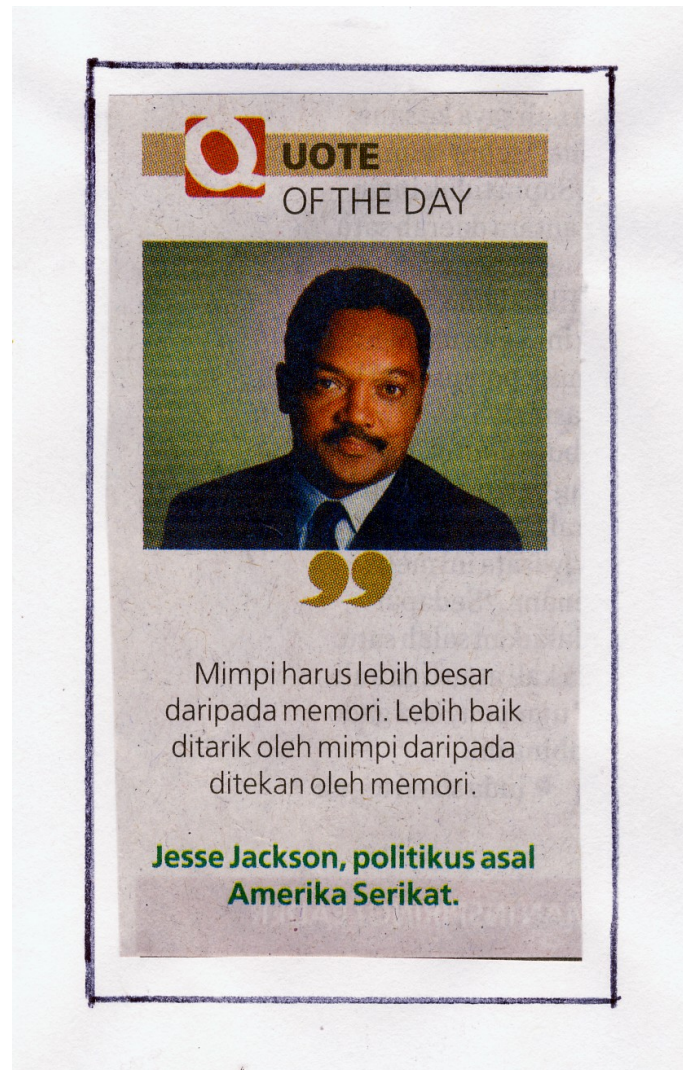 QUOTE
OF THE DAY
”
Mimpi harus lebih besar
daripada memori. Lebih baik
ditarik oleh mimpi daripada
ditekan oleh memori.
Jesse Jackson, politikus asal
Amerika Serikat.